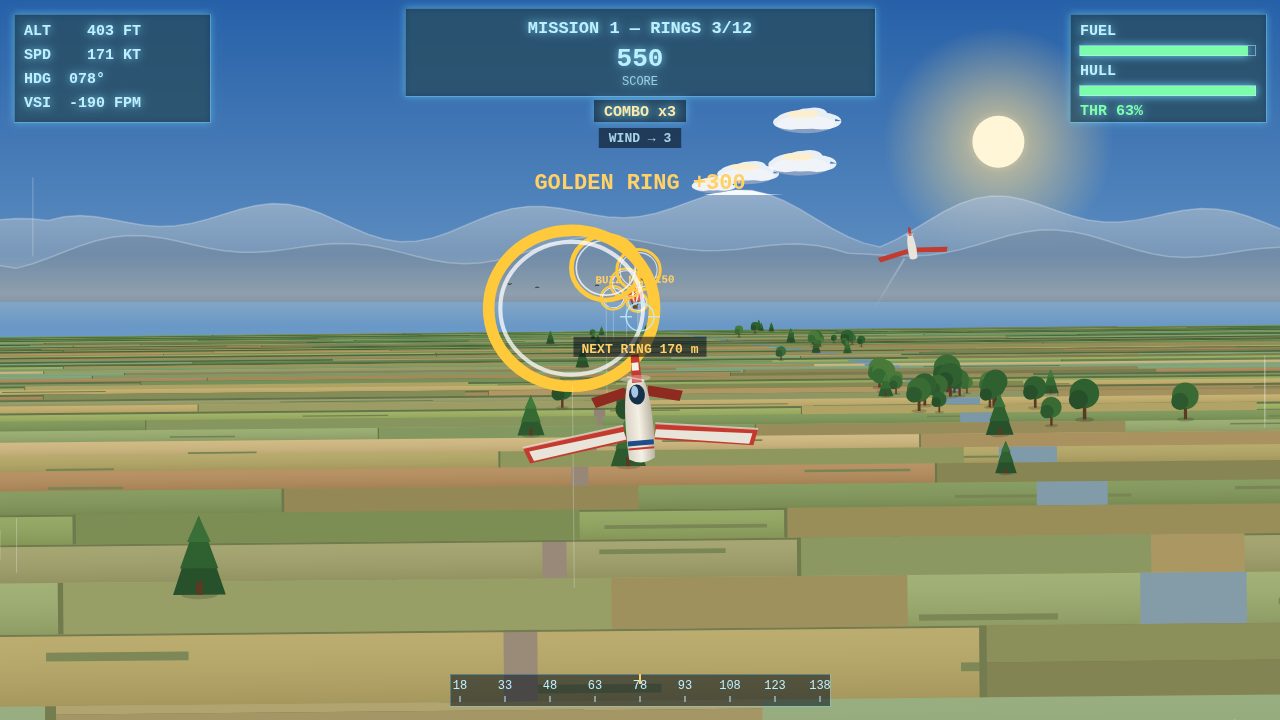 ALT 403 FT
SPD 171 KT
HDG 078°
VSI -190 FPM
MISSION 1 — RINGS 3/12
550
SCORE
COMBO x3
WIND → 3
FUEL
HULL
THR 63%
GOLDEN RING +300
NEXT RING 170 m
18 33 48 63 78 93 108 123 138